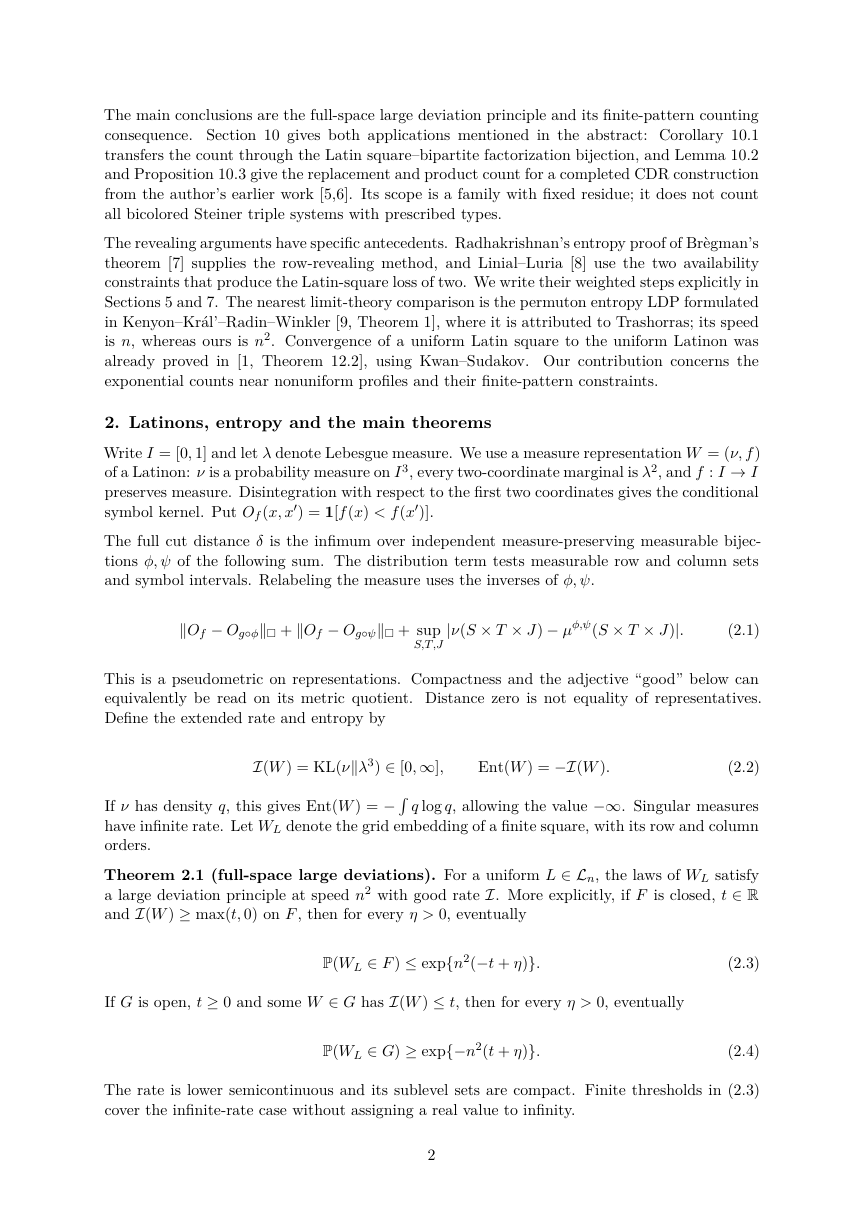 The main conclusions are the full-space large deviation principle and its finite-pattern counting
consequence. Section 10 gives both applications mentioned in the abstract: Corollary 10.1
transfers the count through the Latin square–bipartite factorization bijection, and Lemma 10.2
and Proposition 10.3 give the replacement and product count for a completed CDR construction
from the author's earlier work [5,6]. Its scope is a family with fixed residue; it does not count
all bicolored Steiner triple systems with prescribed types.
The revealing arguments have specific antecedents. Radhakrishnan's entropy proof of Brègman's
theorem [7] supplies the row-revealing method, and Linial–Luria [8] use the two availability
constraints that produce the Latin-square loss of two. We write their weighted steps explicitly in
Sections 5 and 7. The nearest limit-theory comparison is the permuton entropy LDP formulated
in Kenyon–Král'–Radin–Winkler [9, Theorem 1], where it is attributed to Trashorras; its speed
is n, whereas ours is n². Convergence of a uniform Latin square to the uniform Latinon was
already proved in [1, Theorem 12.2], using Kwan–Sudakov. Our contribution concerns the
exponential counts near nonuniform profiles and their finite-pattern constraints.
2. Latinons, entropy and the main theorems
Write I = [0, 1] and let λ denote Lebesgue measure. We use a measure representation W = (ν, f)
of a Latinon: ν is a probability measure on I³, every two-coordinate marginal is λ², and f : I → I
preserves measure. Disintegration with respect to the first two coordinates gives the conditional
symbol kernel. Put O_f(x, x′) = 𝟏[f(x) < f(x′)].
The full cut distance δ is the infimum over independent measure-preserving measurable bijec-
tions ϕ, ψ of the following sum. The distribution term tests measurable row and column sets
and symbol intervals. Relabeling the measure uses the inverses of ϕ, ψ.
∥O_f − O_{g∘ϕ}∥_□ + ∥O_f − O_{g∘ψ}∥_□ + sup_{S,T,J} |ν(S × T × J) − μ^{ϕ,ψ}(S × T × J)|. (2.1)
This is a pseudometric on representations. Compactness and the adjective “good” below can
equivalently be read on its metric quotient. Distance zero is not equality of representatives.
Define the extended rate and entropy by
ℐ(W) = KL(ν∥λ³) ∈ [0, ∞], Ent(W) = −ℐ(W). (2.2)
If ν has density q, this gives Ent(W) = − ∫ q log q, allowing the value −∞. Singular measures
have infinite rate. Let W_L denote the grid embedding of a finite square, with its row and column
orders.
Theorem 2.1 (full-space large deviations). For a uniform L ∈ ℒ_n, the laws of W_L satisfy
a large deviation principle at speed n² with good rate ℐ. More explicitly, if F is closed, t ∈ ℝ
and ℐ(W) ≥ max(t, 0) on F, then for every η > 0, eventually
ℙ(W_L ∈ F) ≤ exp{n²(−t + η)}. (2.3)
If G is open, t ≥ 0 and some W ∈ G has ℐ(W) ≤ t, then for every η > 0, eventually
ℙ(W_L ∈ G) ≥ exp{−n²(t + η)}. (2.4)
The rate is lower semicontinuous and its sublevel sets are compact. Finite thresholds in (2.3)
cover the infinite-rate case without assigning a real value to infinity.
2